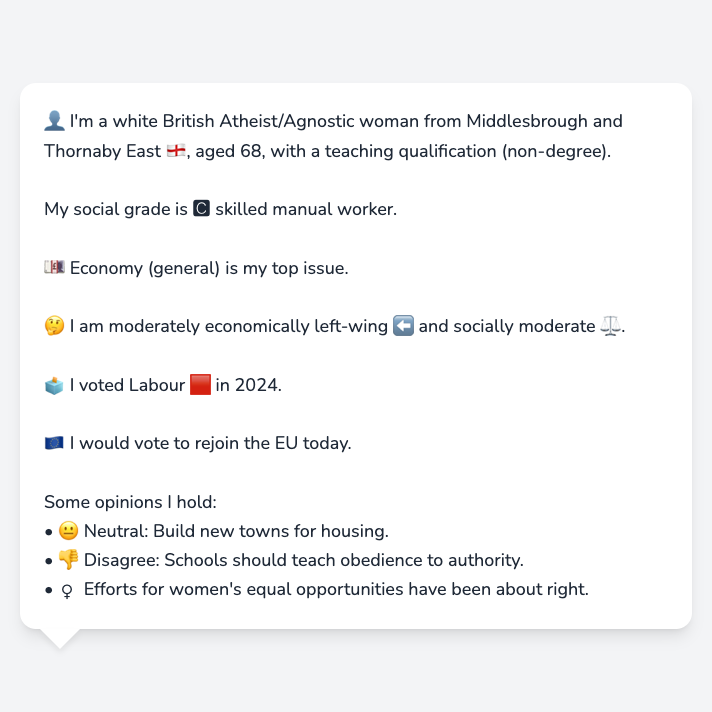 👤 I'm a white British Atheist/Agnostic woman from Middlesbrough and
Thornaby East 🏴󠁧󠁢󠁥󠁮󠁧󠁿, aged 68, with a teaching qualification (non-degree).
My social grade is 🅲 skilled manual worker.
💷 Economy (general) is my top issue.
🤔 I am moderately economically left-wing ⬅️ and socially moderate ⚖️.
🗳️ I voted Labour 🟥 in 2024.
🇪🇺 I would vote to rejoin the EU today.
Some opinions I hold:
• 😐 Neutral: Build new towns for housing.
• 👎 Disagree: Schools should teach obedience to authority.
• ♀ Efforts for women's equal opportunities have been about right.